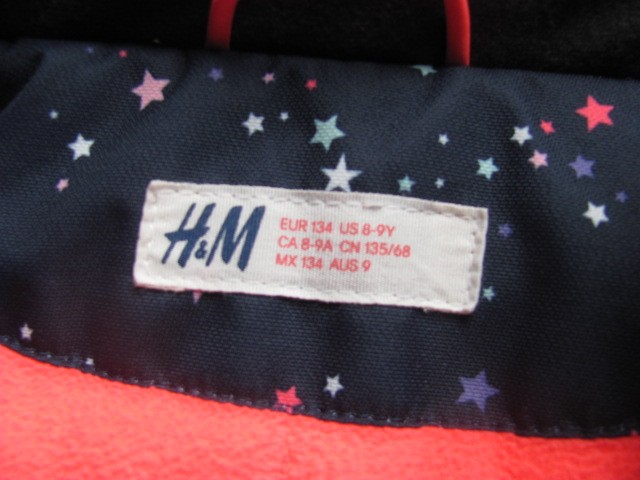 H&M
EUR 134 US 8-9Y
CA 8-9A CN 135/68
MX 134 AUS 9